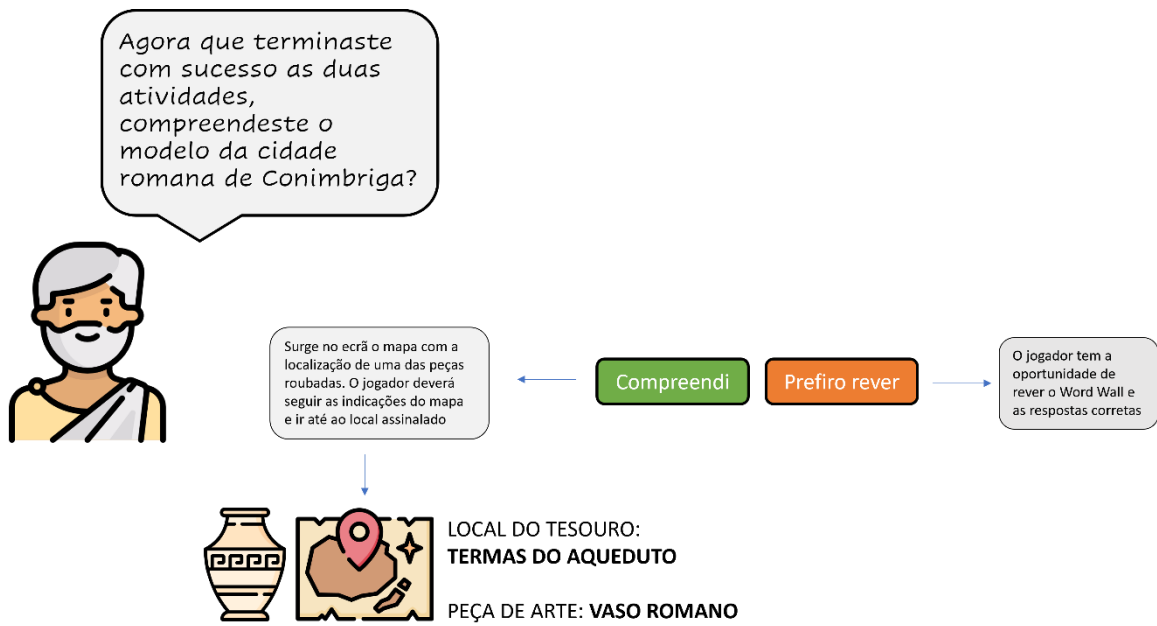 Agora que terminaste
com sucesso as duas
atividades,
compreendeste o
modelo da cidade
romana de Conimbriga?
Surge no ecrã o mapa com a
localização de uma das peças
roubadas. O jogador deverá
seguir as indicações do mapa
e ir até ao local assinalado
Compreendi
Prefiro rever
O jogador tem a
oportunidade de
rever o Word Wall e
as respostas corretas
LOCAL DO TESOURO:
TERMAS DO AQUEDUTO
PEÇA DE ARTE: VASO ROMANO